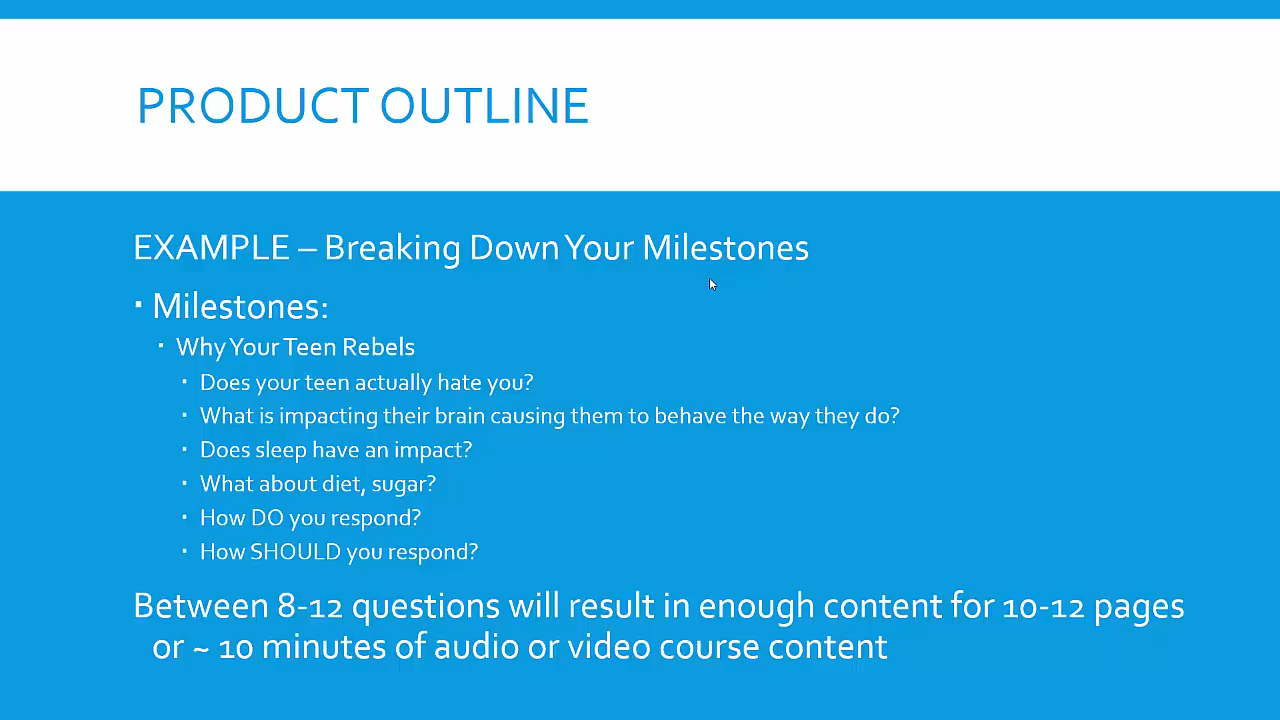 PRODUCT OUTLINE
EXAMPLE – Breaking Down Your Milestones
▪ Milestones:
▪ Why Your Teen Rebels
▪ Does your teen actually hate you?
▪ What is impacting their brain causing them to behave the way they do?
▪ Does sleep have an impact?
▪ What about diet, sugar?
▪ How DO you respond?
▪ How SHOULD you respond?
Between 8-12 questions will result in enough content for 10-12 pages
or ~ 10 minutes of audio or video course content